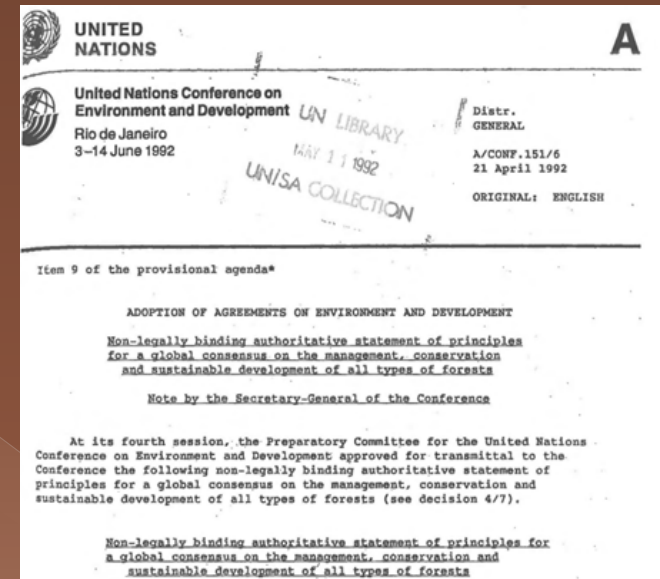 UNITED
NATIONS
A
United Nations Conference on
Environment and Development
Rio de Janeiro
3–14 June 1992
UN LIBRARY
MAY 11 1992
UN/SA COLLECTION
Distr.
GENERAL
A/CONF.151/6
21 April 1992
ORIGINAL: ENGLISH
Item 9 of the provisional agenda*
ADOPTION OF AGREEMENTS ON ENVIRONMENT AND DEVELOPMENT
Non-legally binding authoritative statement of principles
for a global consensus on the management, conservation
and sustainable development of all types of forests
Note by the Secretary-General of the Conference
At its fourth session, the Preparatory Committee for the United Nations
Conference on Environment and Development approved for transmittal to the
Conference the following non-legally binding authoritative statement of
principles for a global consensus on the management, conservation and
sustainable development of all types of forests (see decision 4/7).
Non-legally binding authoritative statement of principles for
a global consensus on the management, conservation and
sustainable development of all types of forests